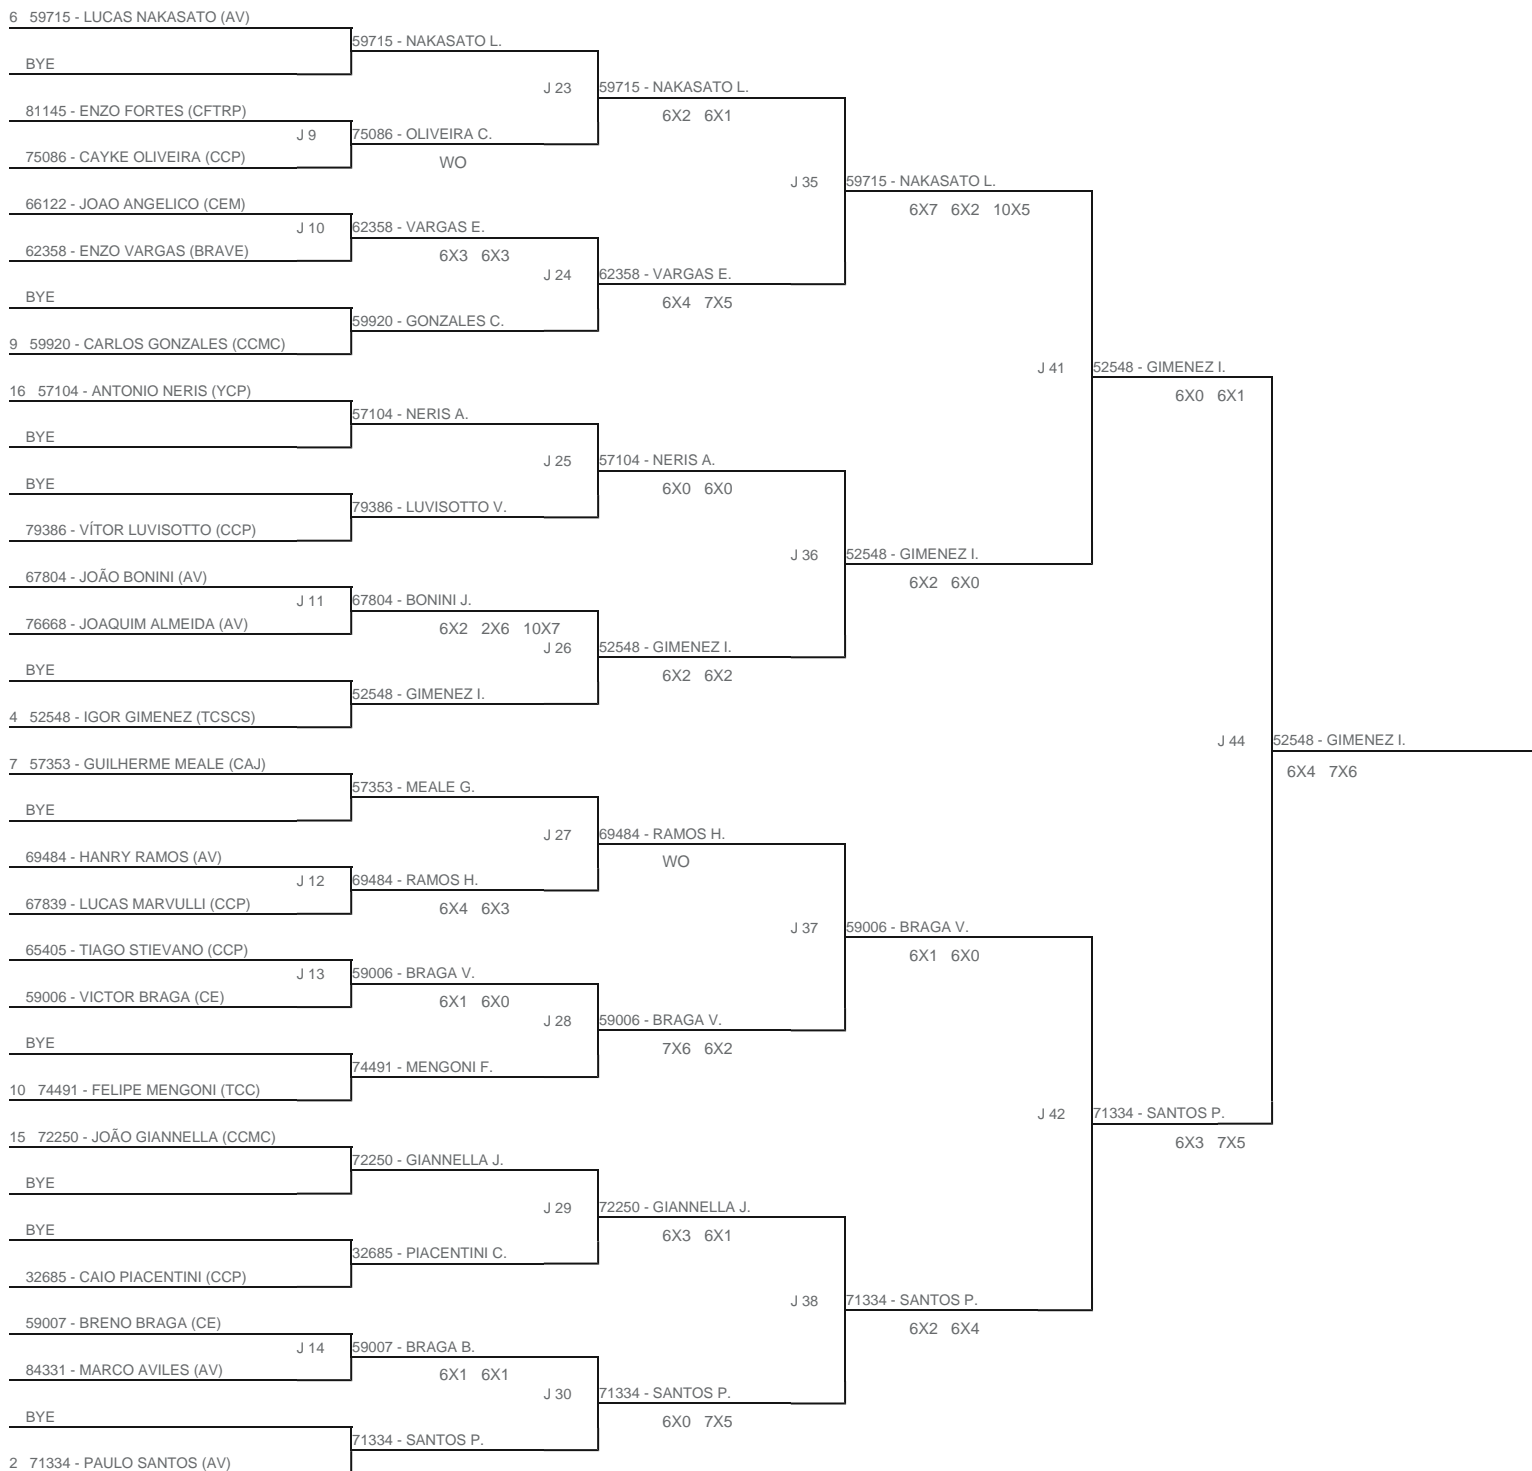 6 59715 - LUCAS NAKASATO (AV)
59715 - NAKASATO L.
BYE
J 23
59715 - NAKASATO L.
81145 - ENZO FORTES (CFTRP)
6X2 6X1
J 9
75086 - OLIVEIRA C.
75086 - CAYKE OLIVEIRA (CCP)
WO
J 35
59715 - NAKASATO L.
66122 - JOAO ANGELICO (CEM)
6X7 6X2 10X5
J 10
62358 - VARGAS E.
62358 - ENZO VARGAS (BRAVE)
6X3 6X3
J 24
62358 - VARGAS E.
BYE
6X4 7X5
59920 - GONZALES C.
9 59920 - CARLOS GONZALES (CCMC)
J 41
52548 - GIMENEZ I.
16 57104 - ANTONIO NERIS (YCP)
6X0 6X1
57104 - NERIS A.
BYE
J 25
57104 - NERIS A.
BYE
6X0 6X0
79386 - LUVISOTTO V.
79386 - VÍTOR LUVISOTTO (CCP)
J 36
52548 - GIMENEZ I.
67804 - JOÃO BONINI (AV)
6X2 6X0
J 11
67804 - BONINI J.
76668 - JOAQUIM ALMEIDA (AV)
6X2 2X6 10X7
J 26
52548 - GIMENEZ I.
BYE
6X2 6X2
52548 - GIMENEZ I.
4 52548 - IGOR GIMENEZ (TCSCS)
J 44
52548 - GIMENEZ I.
7 57353 - GUILHERME MEALE (CAJ)
6X4 7X6
57353 - MEALE G.
BYE
J 27
69484 - RAMOS H.
69484 - HANRY RAMOS (AV)
WO
J 12
69484 - RAMOS H.
67839 - LUCAS MARVULLI (CCP)
6X4 6X3
J 37
59006 - BRAGA V.
65405 - TIAGO STIEVANO (CCP)
6X1 6X0
J 13
59006 - BRAGA V.
59006 - VICTOR BRAGA (CE)
6X1 6X0
J 28
59006 - BRAGA V.
BYE
7X6 6X2
74491 - MENGONI F.
10 74491 - FELIPE MENGONI (TCC)
J 42
71334 - SANTOS P.
15 72250 - JOÃO GIANNELLA (CCMC)
6X3 7X5
72250 - GIANNELLA J.
BYE
J 29
72250 - GIANNELLA J.
BYE
6X3 6X1
32685 - PIACENTINI C.
32685 - CAIO PIACENTINI (CCP)
J 38
71334 - SANTOS P.
59007 - BRENO BRAGA (CE)
6X2 6X4
J 14
59007 - BRAGA B.
84331 - MARCO AVILES (AV)
6X1 6X1
J 30
71334 - SANTOS P.
BYE
6X0 7X5
71334 - SANTOS P.
2 71334 - PAULO SANTOS (AV)